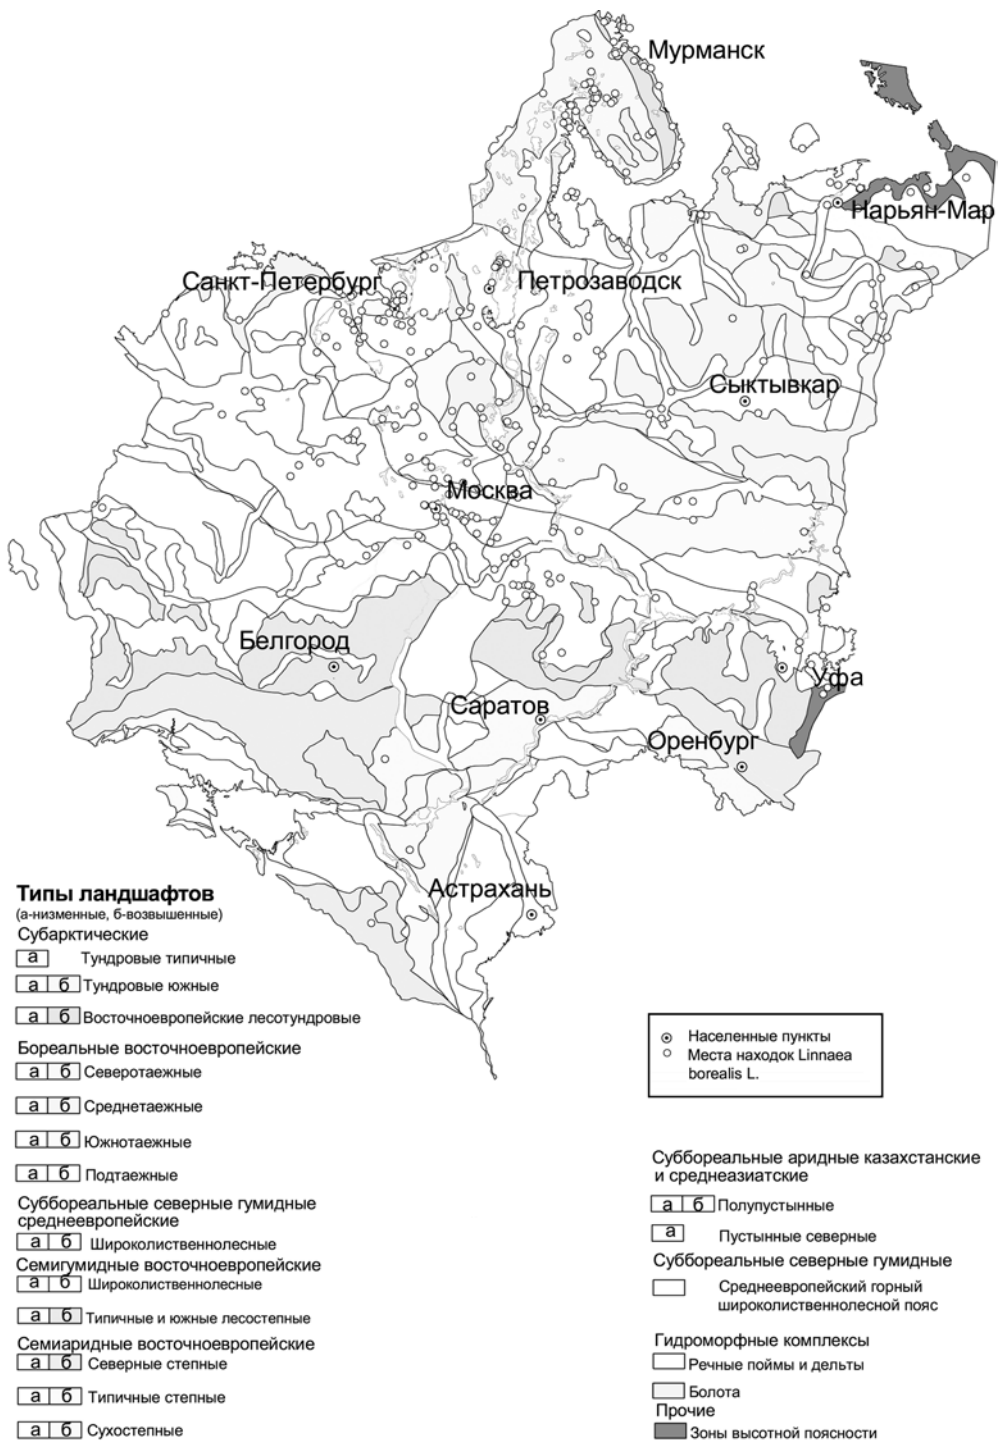 Мурманск
Нарьян-Мар
Санкт-Петербург
Петрозаводск
Сыктывкар
Москва
Белгород
Уфа
Саратов
Оренбург
Астрахань
Типы ландшафтов
(а-низменные, б-возвышенные)
Субарктические
а Тундровые типичные
а б Тундровые южные
а б Восточноевропейские лесотундровые
Бореальные восточноевропейские
а б Северотаежные
а б Среднетаежные
а б Южнотаежные
а б Подтаежные
Суббореальные северные гумидные
среднеевропейские
а б Широколиственнолесные
Семигумидные восточноевропейские
а б Широколиственнолесные
а б Типичные и южные лесостепные
Семиаридные восточноевропейские
а б Северные степные
а б Типичные степные
а б Сухостепные
Населенные пункты
Места находок Linnaea
borealis L.
Суббореальные аридные казахстанские
и среднеазиатские
а б Полупустынные
а Пустынные северные
Суббореальные северные гумидные
Среднеевропейский горный
широколиственнолесной пояс
Гидроморфные комплексы
Речные поймы и дельты
Болота
Прочие
Зоны высотной поясности